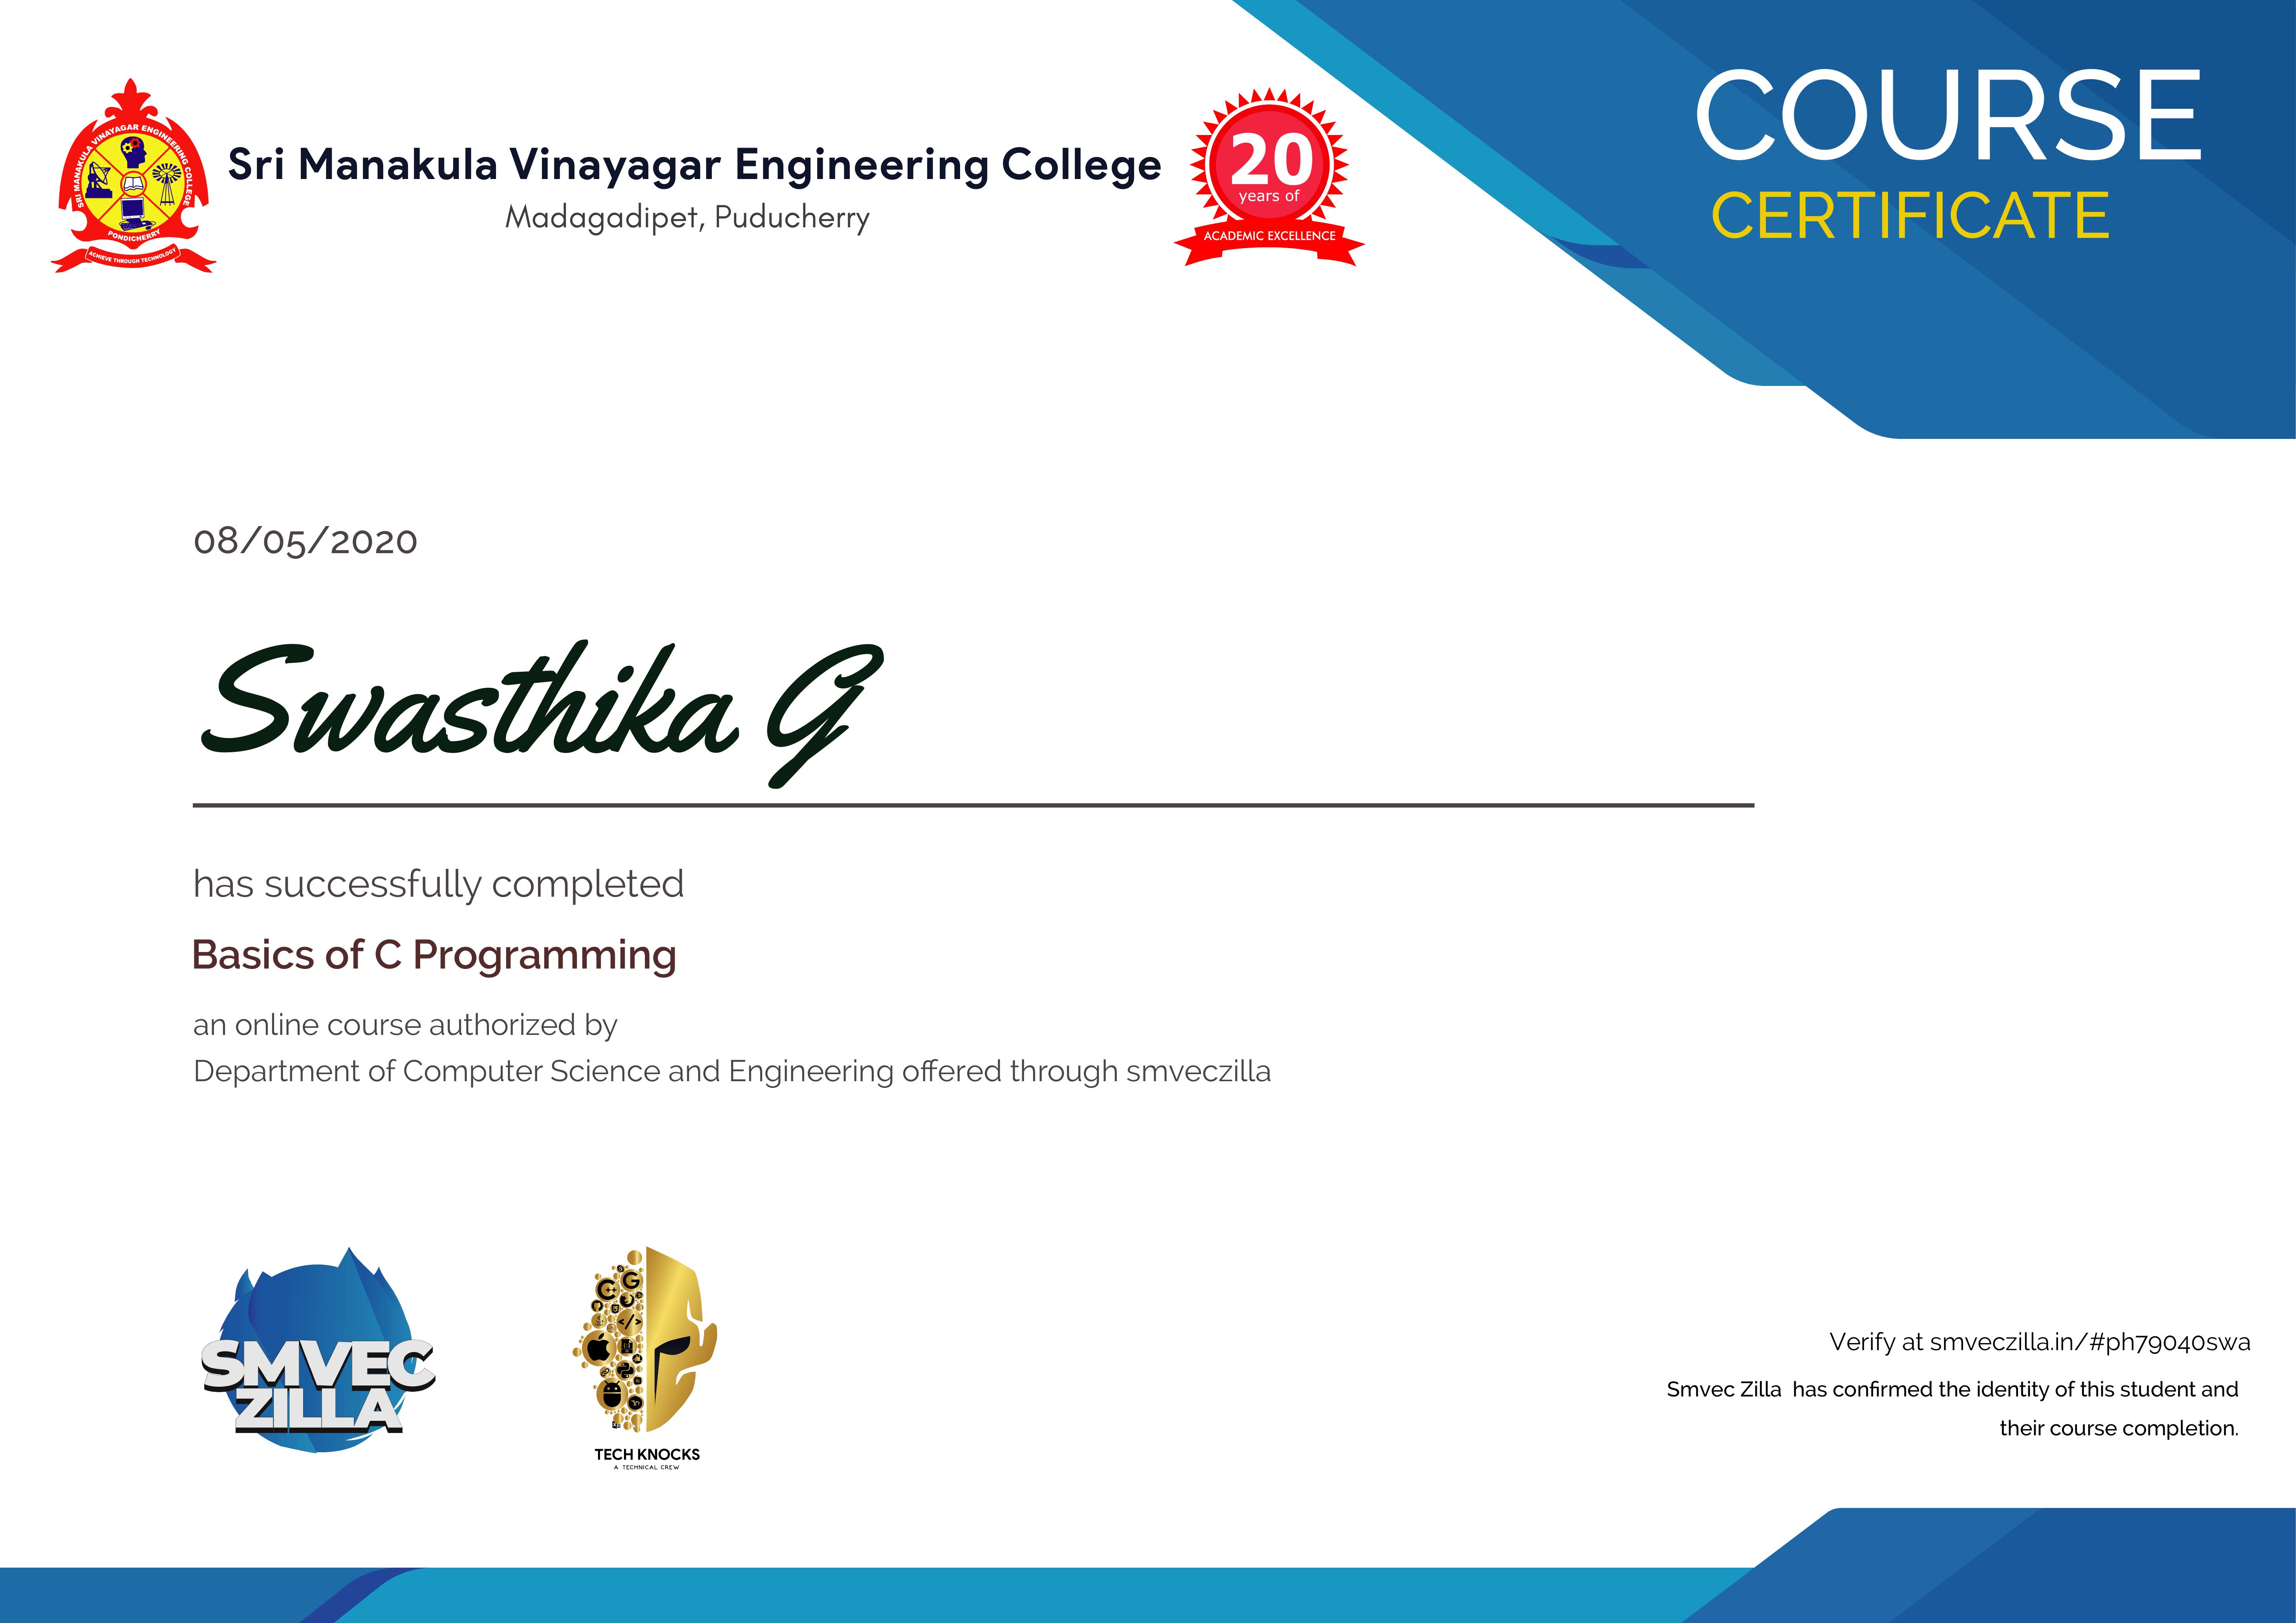 SRI MANAKULA VINAYAGAR ENGINEERING COLLEGE
PONDICHERRY
ACHIEVE THROUGH TECHNOLOGY
Sri Manakula Vinayagar Engineering College
Madagadipet, Puducherry
20
years of
ACADEMIC EXCELLENCE
COURSE
CERTIFICATE
08/05/2020
Swasthika G
has successfully completed
Basics of C Programming
an online course authorized by
Department of Computer Science and Engineering offered through smveczilla
SMVEC
ZILLA
TECH KNOCKS
A TECHNICAL CREW
Verify at smveczilla.in/#ph79040swa
Smvec Zilla has confirmed the identity of this student and
their course completion.